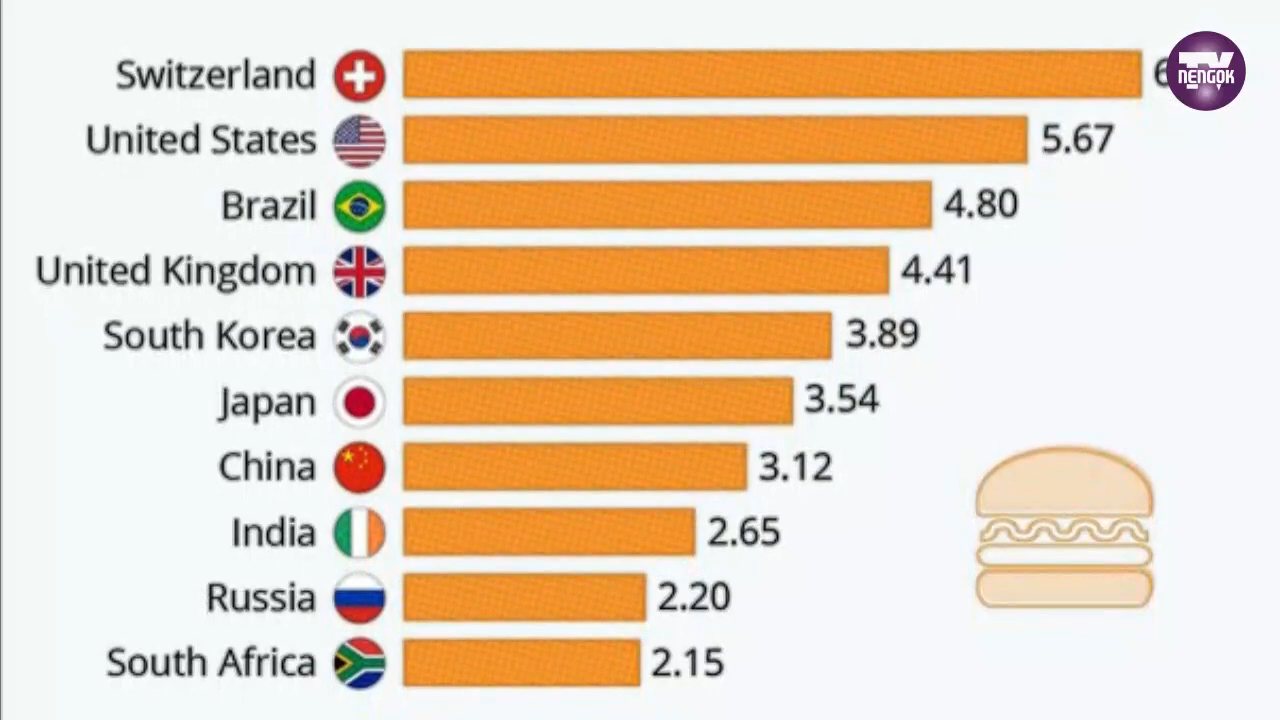 Switzerland 6
TV
NENGOK
United States 5.67
Brazil 4.80
United Kingdom 4.41
South Korea 3.89
Japan 3.54
China 3.12
India 2.65
Russia 2.20
South Africa 2.15